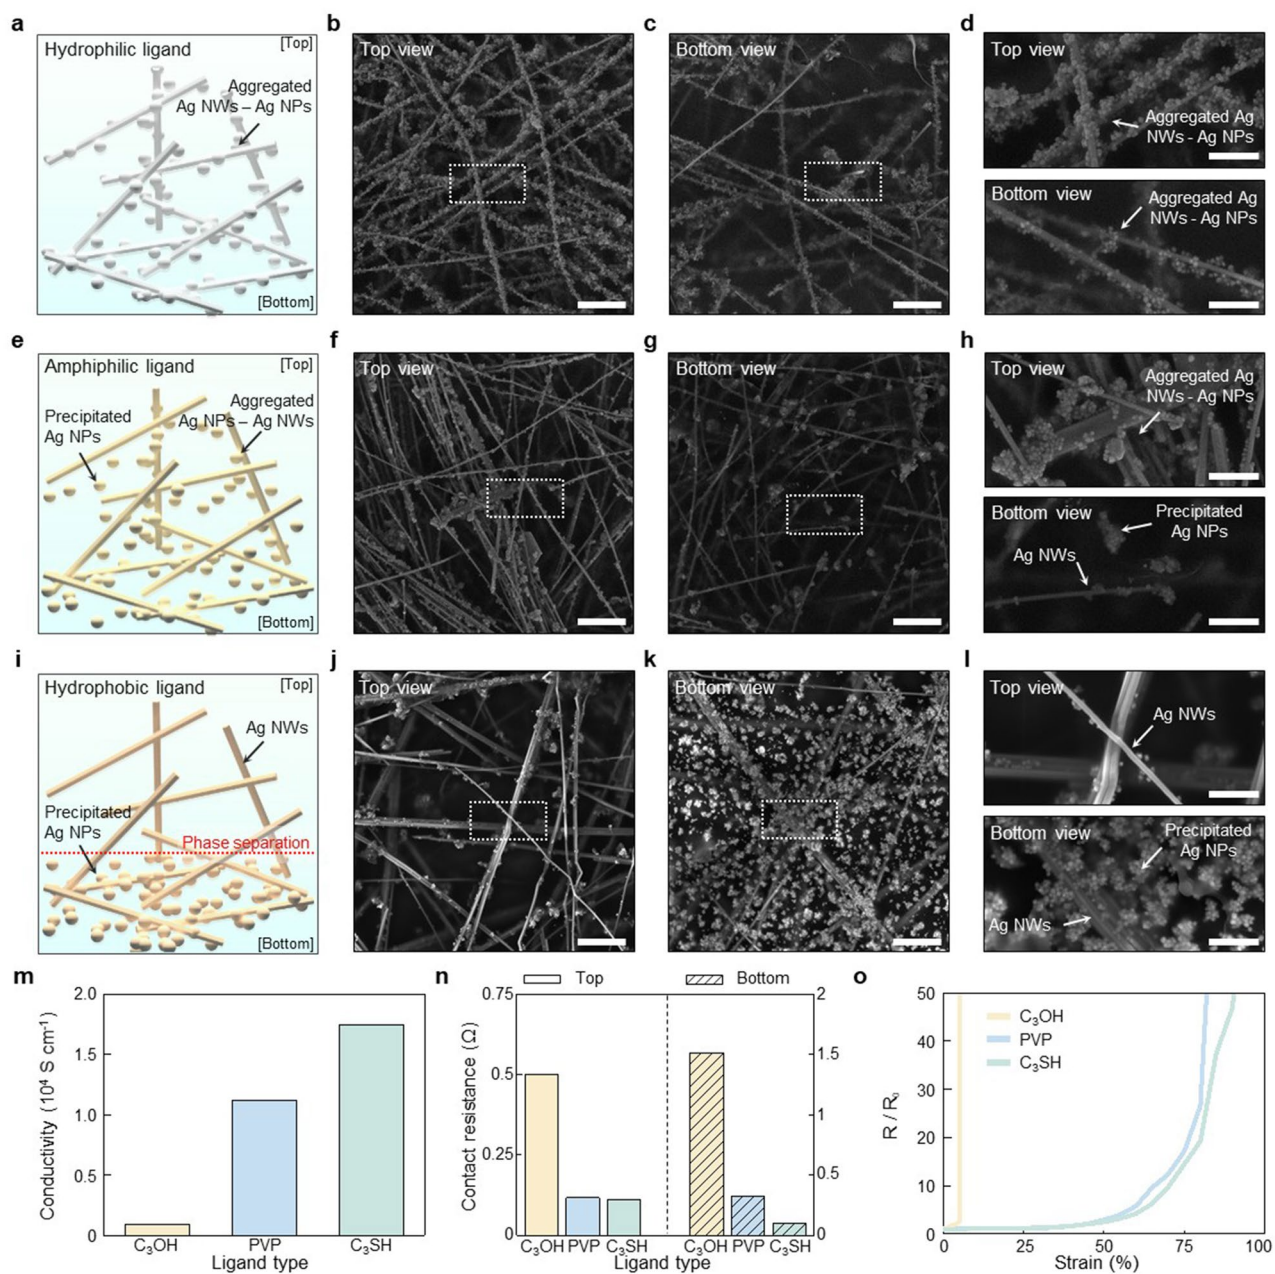 a
Hydrophilic ligand
[Top]
Aggregated
Ag NWs – Ag NPs
[Bottom]
b
Top view
c
Bottom view
d
Top view
Aggregated Ag
NWs - Ag NPs
Bottom view
Aggregated Ag
NWs - Ag NPs
e
Amphiphilic ligand
[Top]
Precipitated
Ag NPs
Aggregated
Ag NPs – Ag NWs
[Bottom]
f
Top view
g
Bottom view
h
Top view
Aggregated Ag
NWs - Ag NPs
Bottom view
Precipitated
Ag NPs
Ag NWs
i
Hydrophobic ligand
[Top]
Ag NWs
Precipitated
Ag NPs
Phase separation
[Bottom]
j
Top view
k
Bottom view
l
Top view
Ag NWs
Bottom view
Precipitated
Ag NPs
Ag NWs
m
Conductivity (10⁴ S cm⁻¹)
2.0
1.5
1.0
0.5
0
C₃OH PVP C₃SH
Ligand type
n
Top Bottom
Contact resistance (Ω)
0.75
0.5
0.25
0
2
1.5
1
0.5
0
C₃OH PVP C₃SH C₃OH PVP C₃SH
Ligand type
o
R / R₀
50
40
30
20
10
0
C₃OH
PVP
C₃SH
0 25 50 75 100
Strain (%)